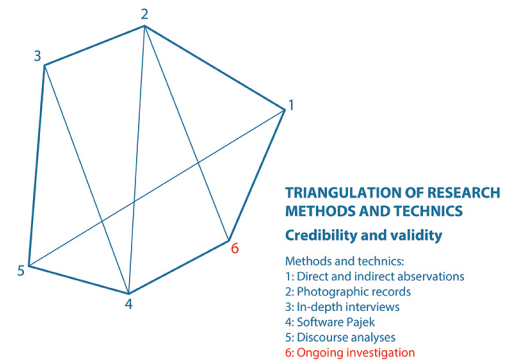 2
3
1
5
4
6
TRIANGULATION OF RESEARCH
METHODS AND TECHNICS
Credibility and validity
Methods and technics:
1: Direct and indirect abservations
2: Photographic records
3: In-depth interviews
4: Software Pajek
5: Discourse analyses
6: Ongoing investigation